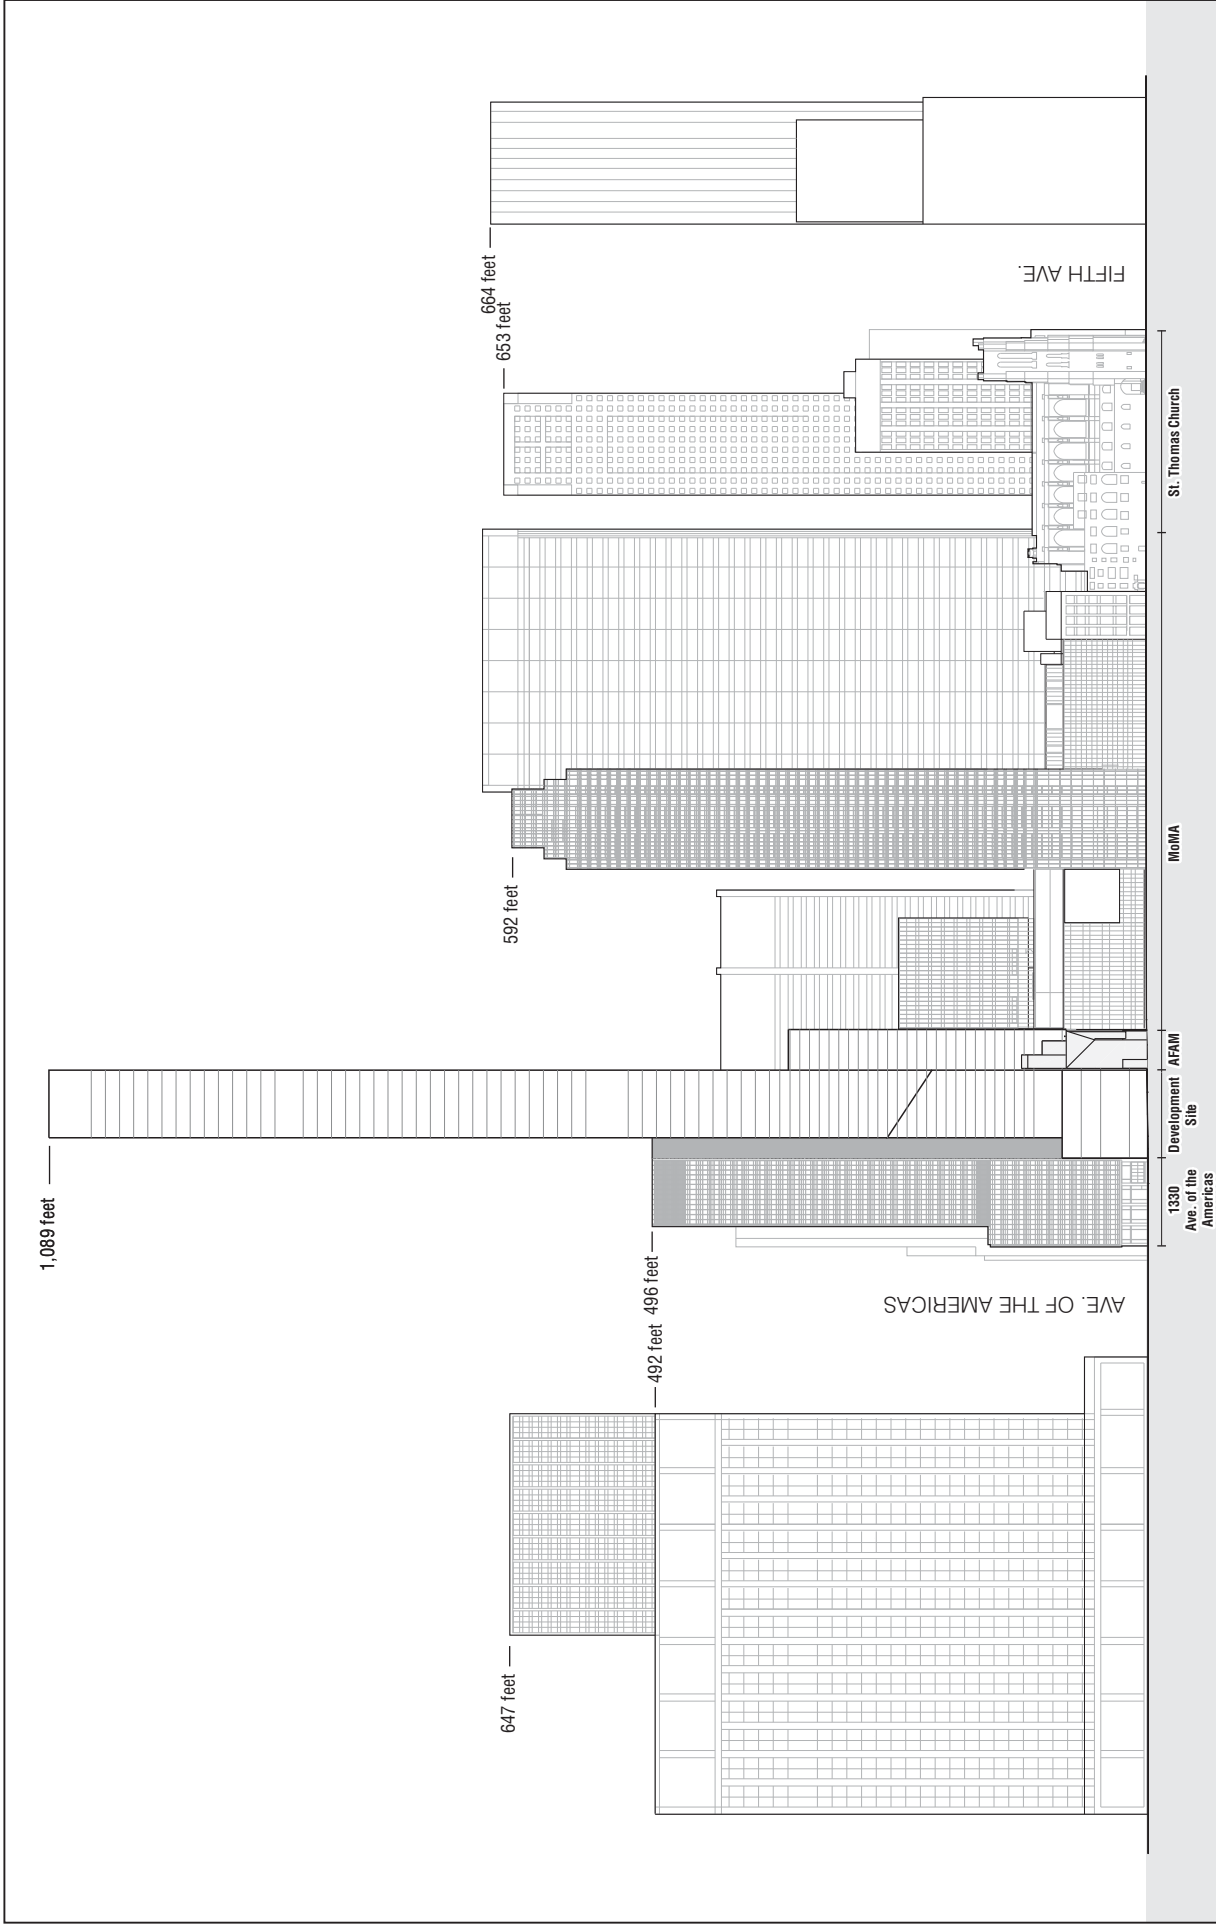 1,089 feet
664 feet
653 feet
592 feet
496 feet
492 feet
647 feet
AVE. OF THE AMERICAS
FIFTH AVE.
1330
Ave. of the
Americas
Development
Site
AFAM
MoMA
St. Thomas Church